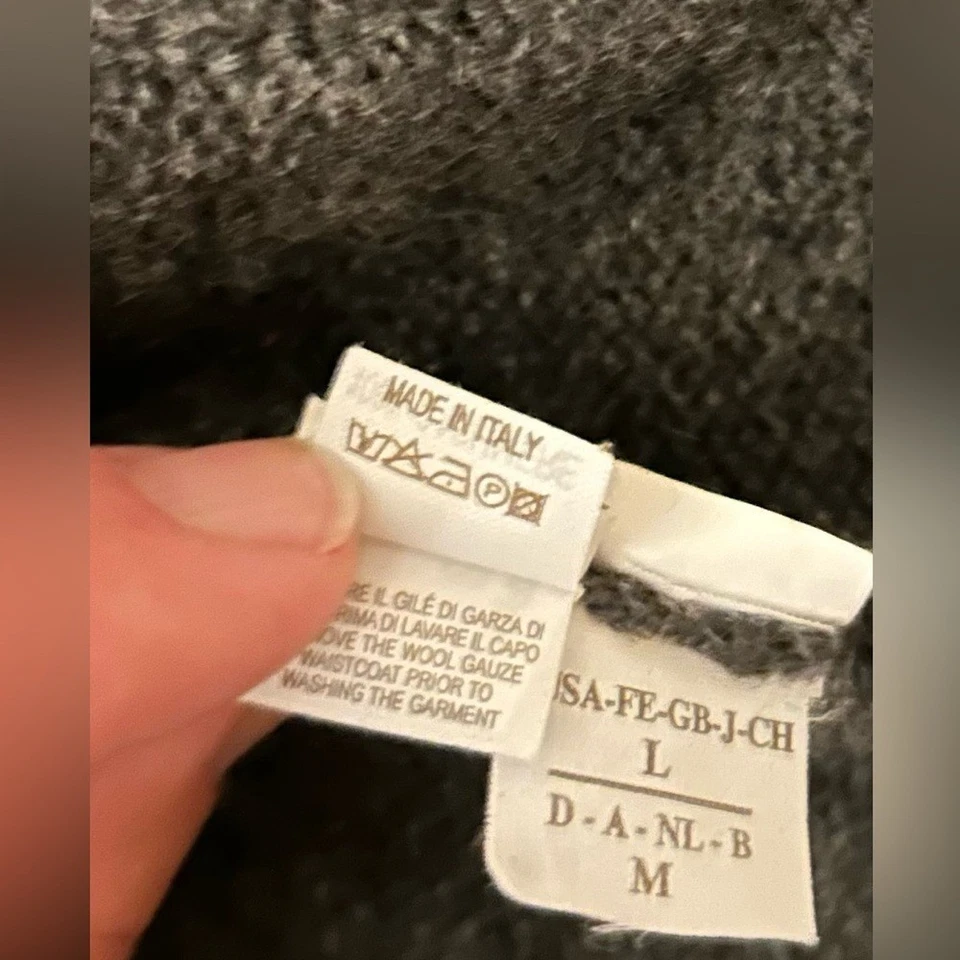 MADE IN ITALY
P
RE IL GILÉ DI GARZA DI
RIMA DI LAVARE IL CAPO
OVE THE WOOL GAUZE
WAISTCOAT PRIOR TO
WASHING THE GARMENT
SA-FE-GB-J-CH
L
D - A - NL - B
M